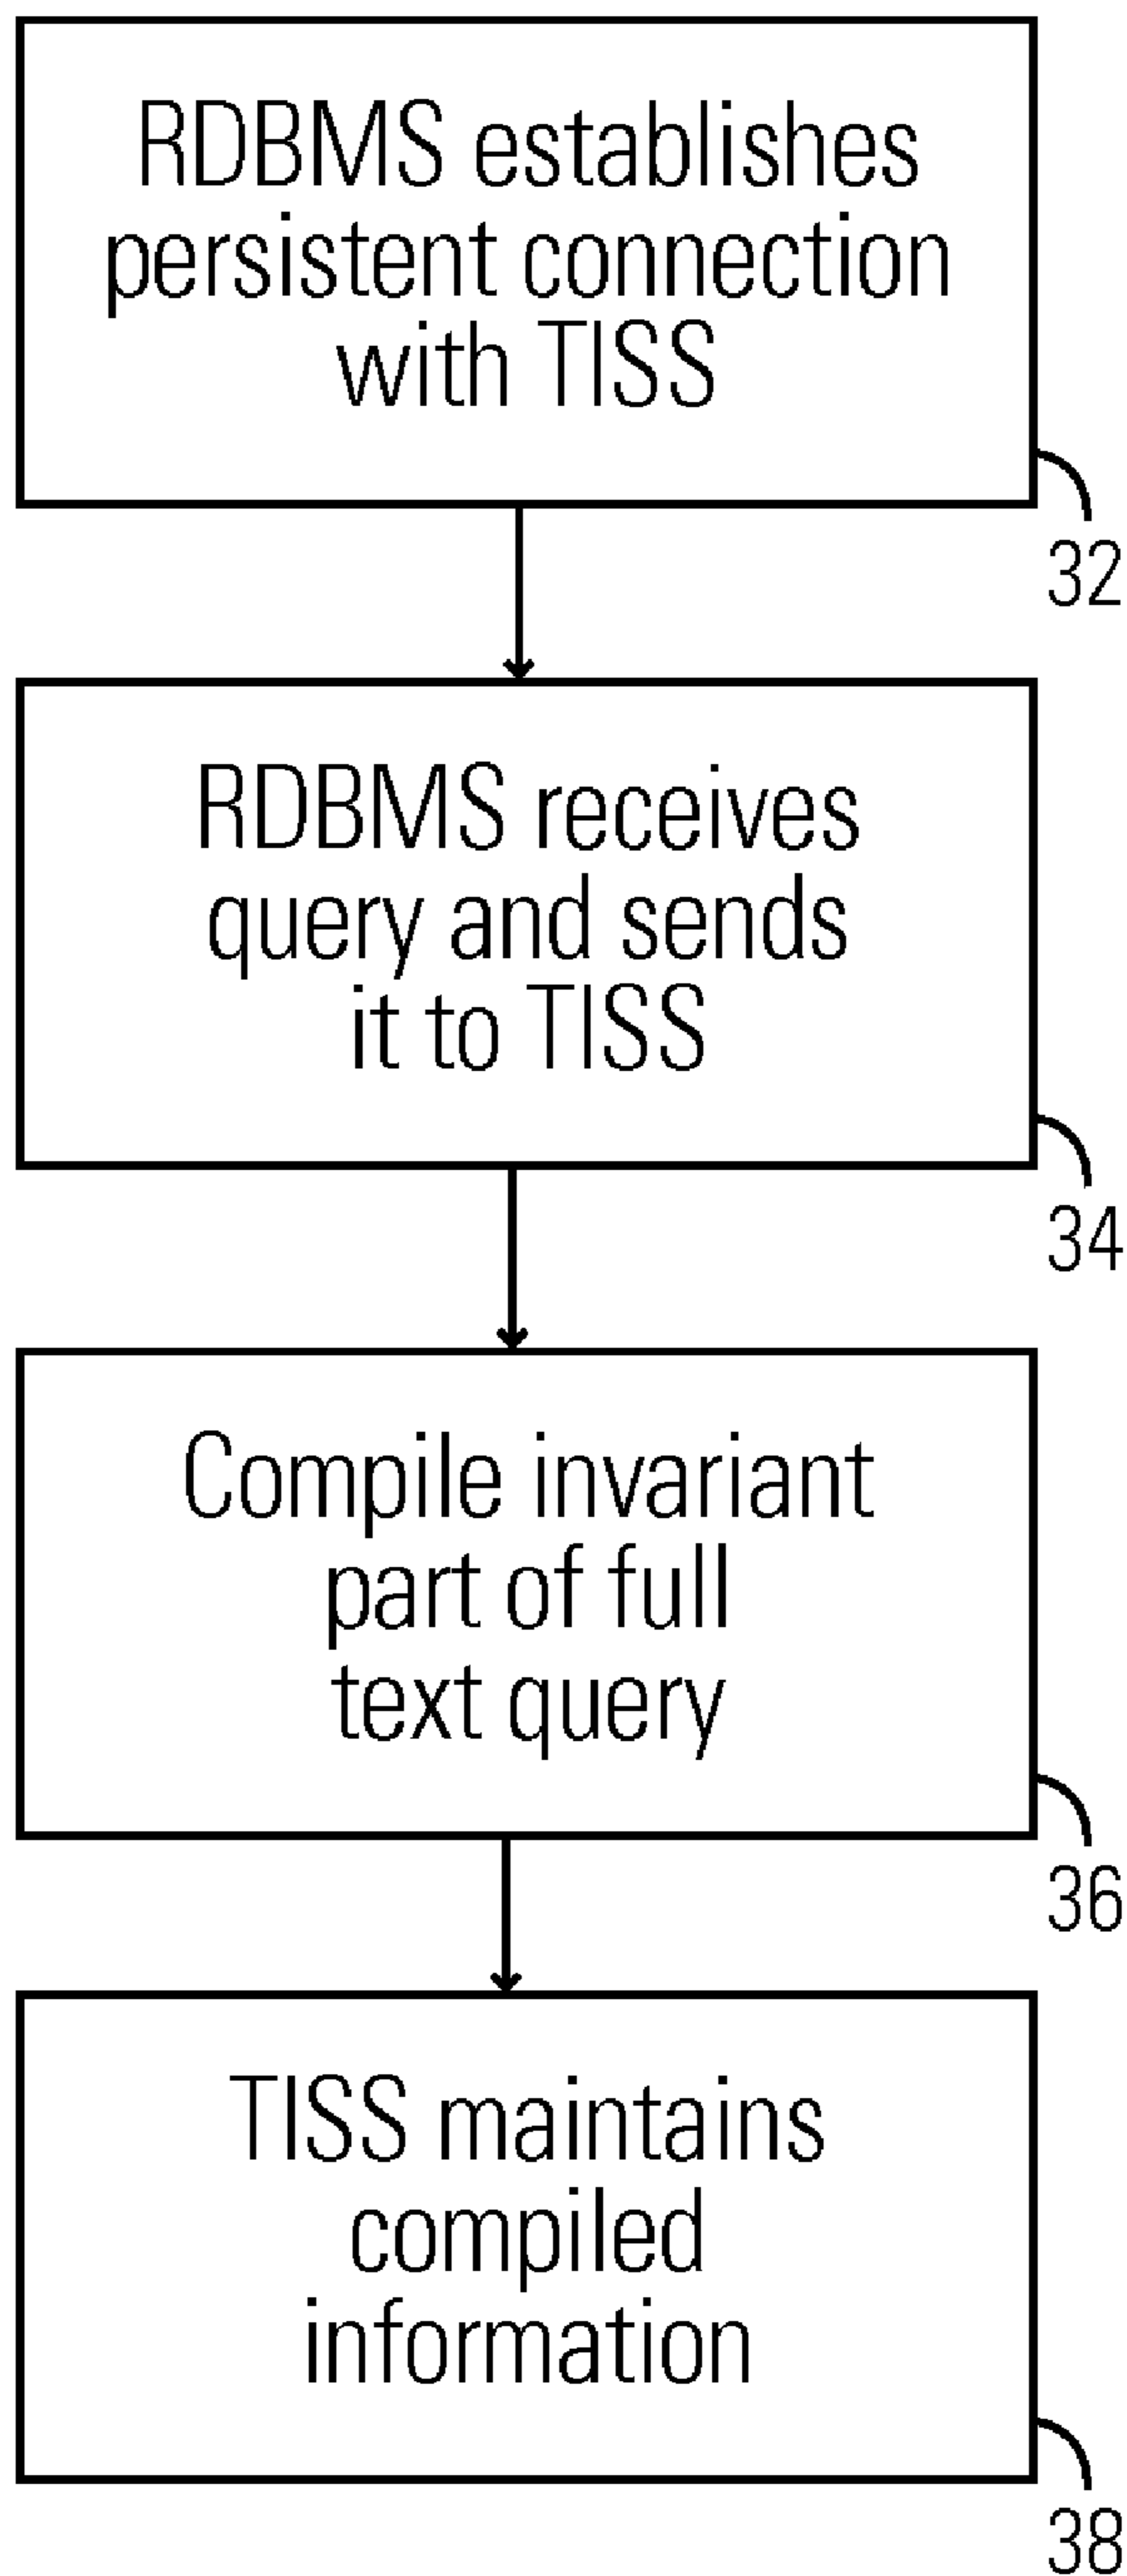 RDBMS establishes
persistent connection
with TISS
32
RDBMS receives
query and sends
it to TISS
34
Compile invariant
part of full
text query
36
TISS maintains
compiled
information
38